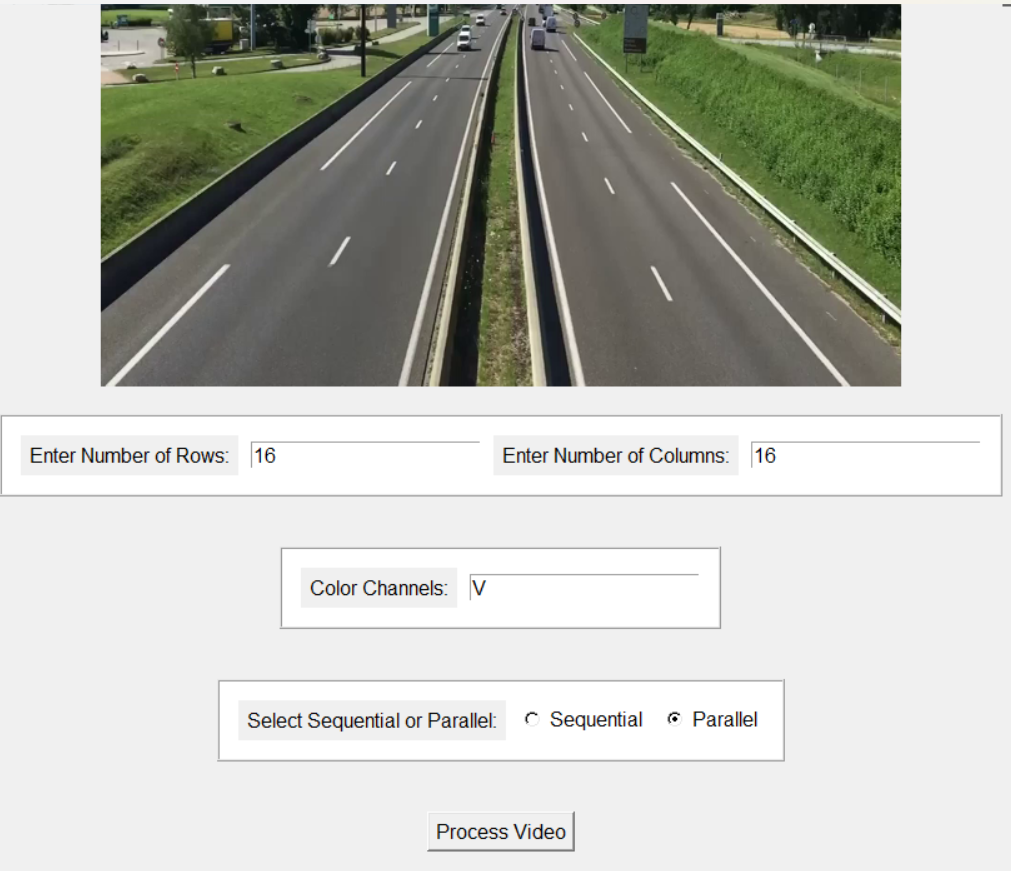 Enter Number of Rows: 16 Enter Number of Columns: 16
Color Channels: V
Select Sequential or Parallel: Sequential Parallel
Process Video